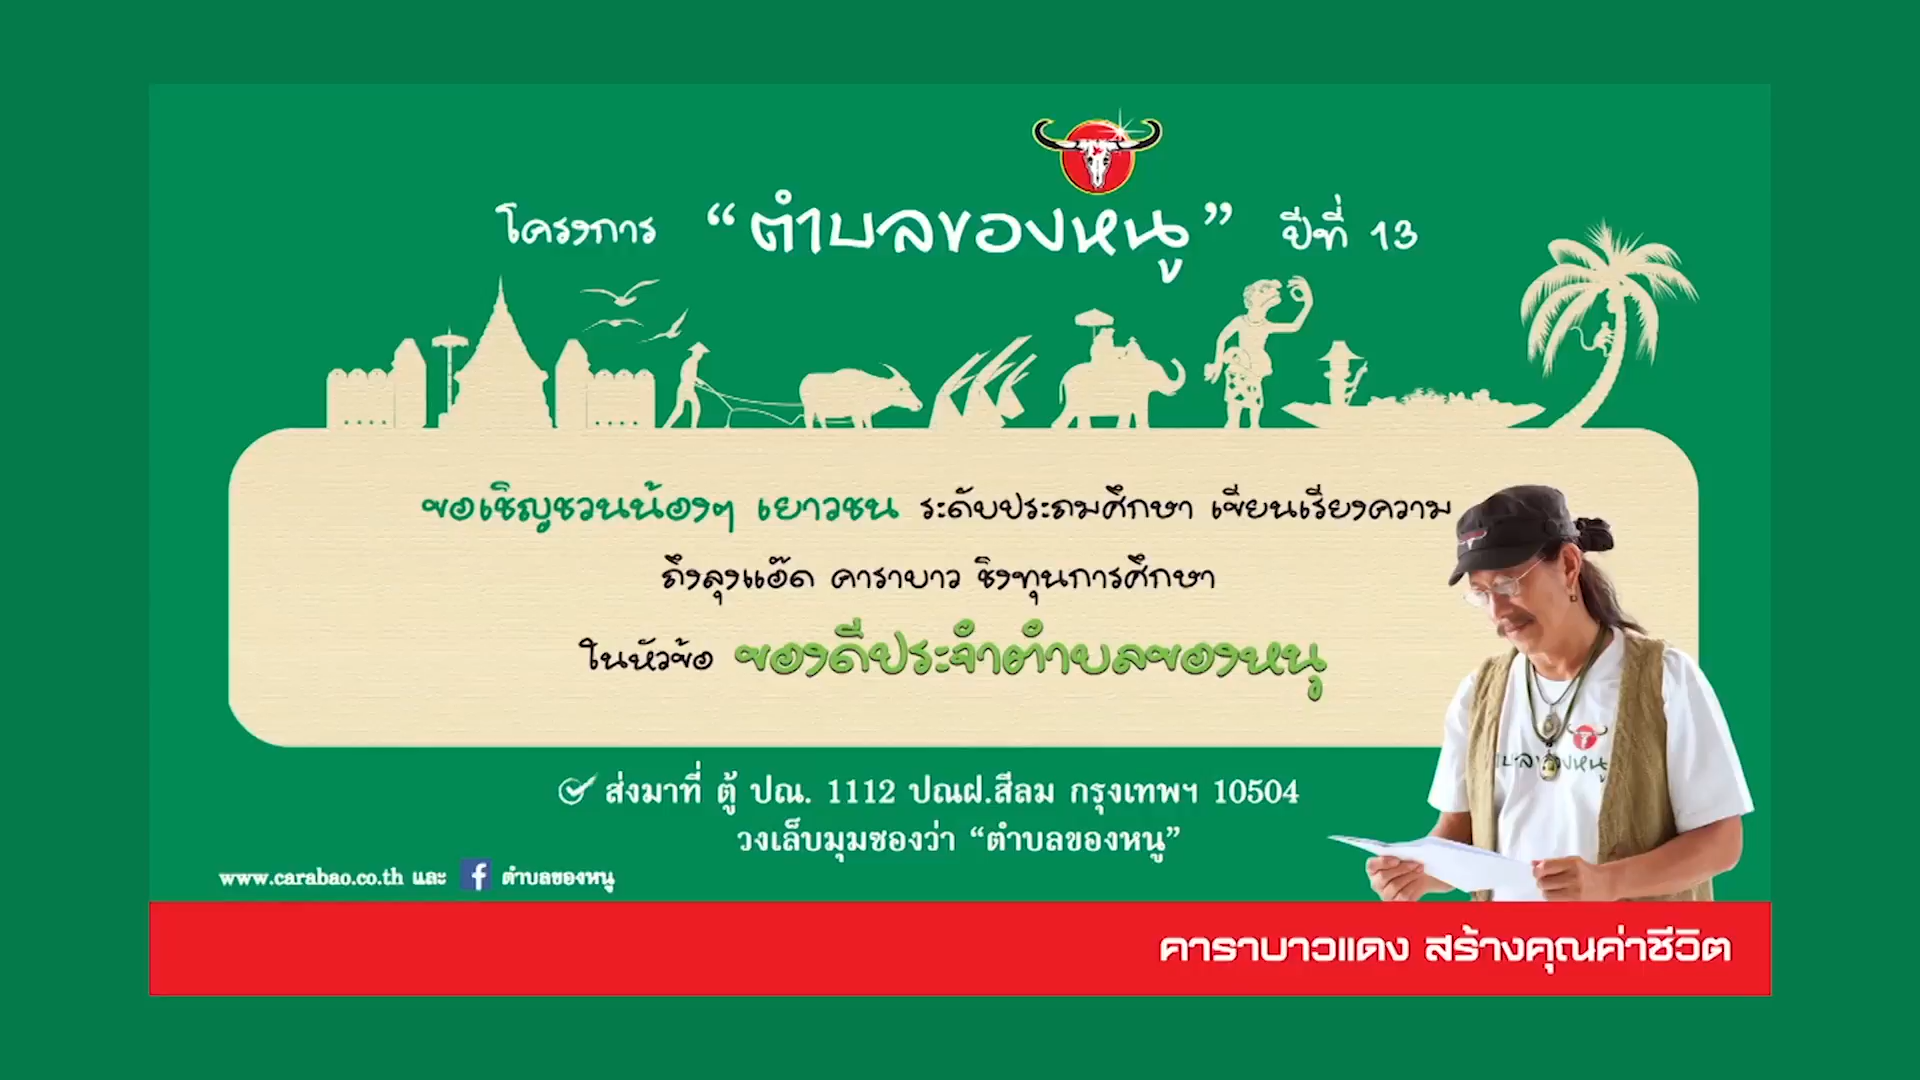 โครงการ “ตำบลของหนู” ปีที่ 13
ขอเชิญชวนน้องๆ เยาวชน ระดับประถมศึกษา เขียนเรียงความ
ถึงลุงแอ๊ด คาราบาว ชิงทุนการศึกษา
ในหัวข้อ ของดีประจำตำบลของหนู
ส่งมาที่ ตู้ ปณ. 1112 ปณฝ.สีลม กรุงเทพฯ 10504
วงเล็บมุมซองว่า “ตำบลของหนู”
www.carabao.co.th และ f ตำบลของหนู
คาราบาวแดง สร้างคุณค่าชีวิต